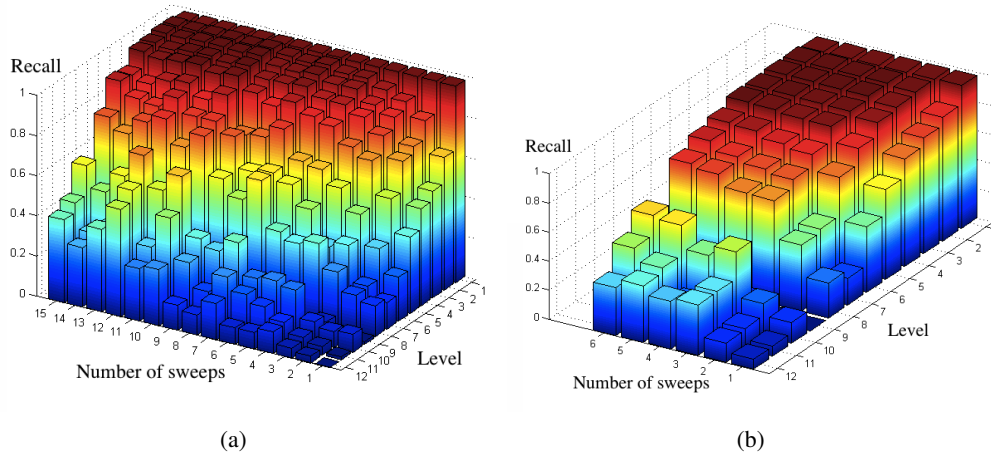 Recall
1
0.8
0.6
0.4
0.2
0
15 14 13 12 11 10 9 8 7 6 5 4 3 2 1
Number of sweeps
12 11 10 9 8 7 6 5 4 3 2 1
Level
(a)
Recall
1
0.8
0.6
0.4
0.2
0
6 5 4 3 2 1
Number of sweeps
12 11 10 9 8 7 6 5 4 3 2 1
Level
(b)